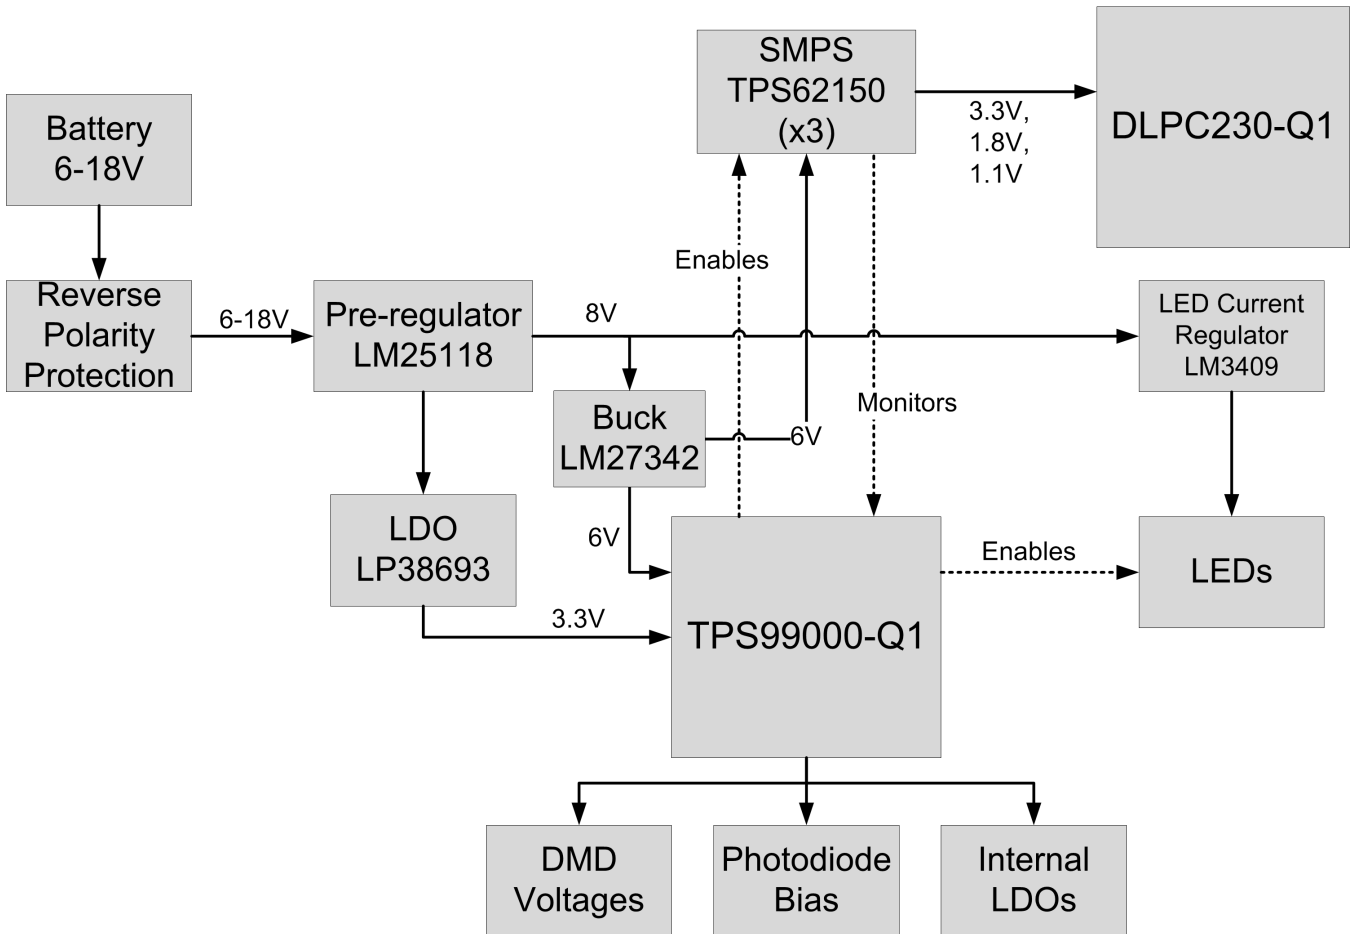 SMPS
TPS62150
(x3)
3.3V,
1.8V,
1.1V
DLPC230-Q1
Battery
6-18V
Enables
Reverse
Polarity
Protection
6-18V
Pre-regulator
LM25118
8V
LED Current
Regulator
LM3409
Monitors
Buck
LM27342
6V
6V
LDO
LP38693
3.3V
TPS99000-Q1
Enables
LEDs
DMD
Voltages
Photodiode
Bias
Internal
LDOs